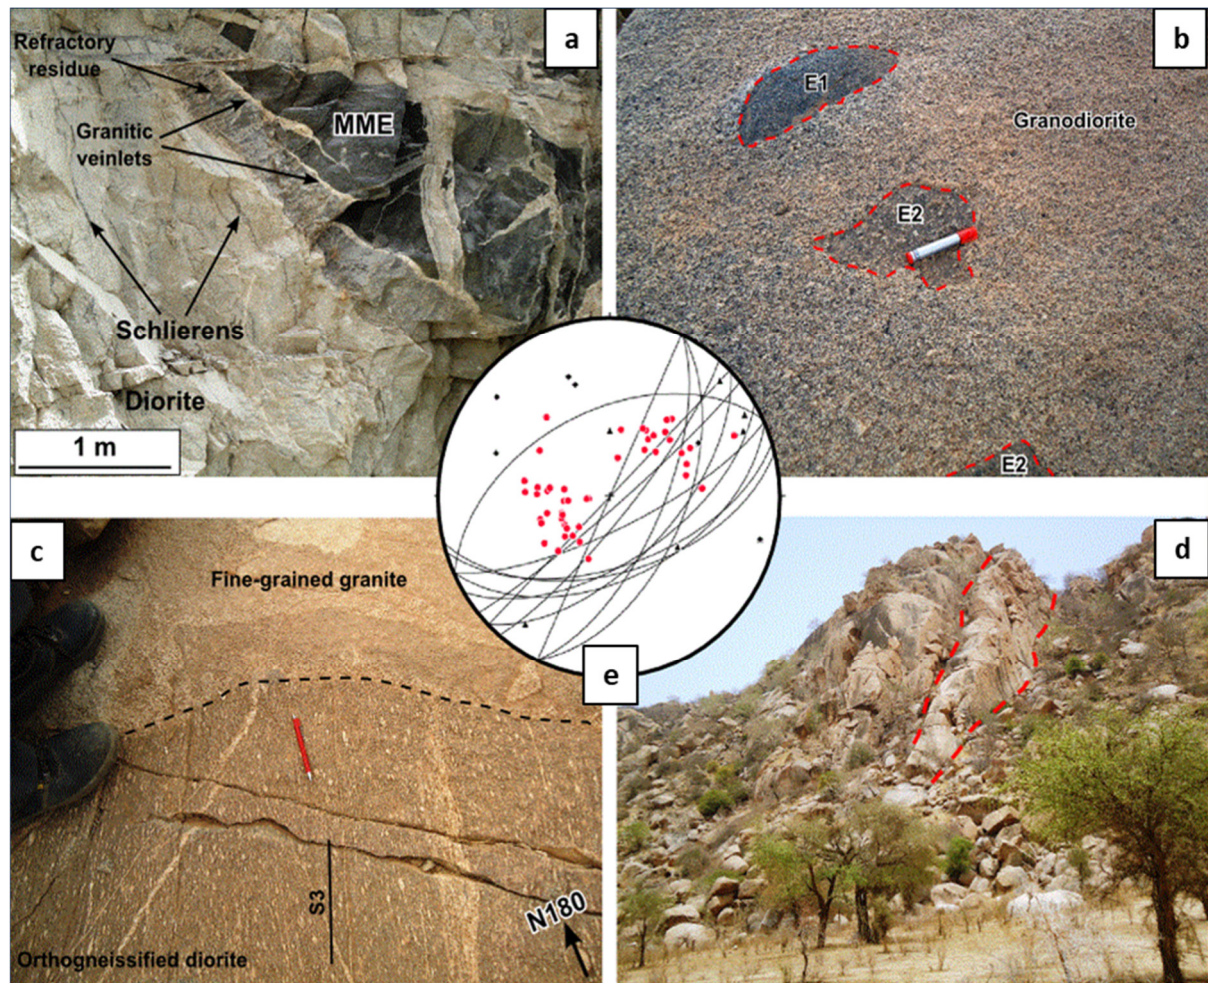 a
Refractory
residue
Granitic
veinlets
MME
Schlierens
Diorite
1 m
b
E1
Granodiorite
E2
E2
c
Fine-grained granite
S3
N180
Orthogneissified diorite
d
e